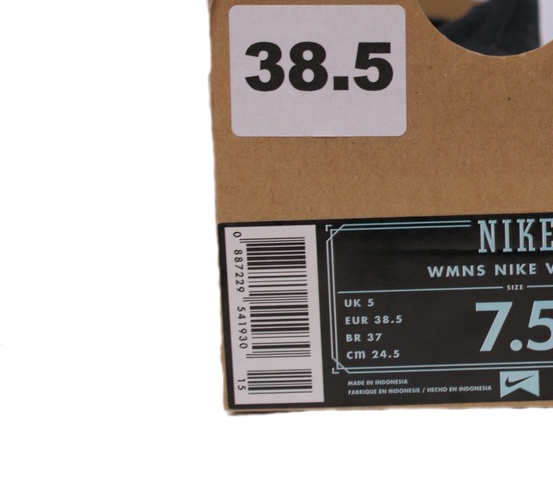 38.5
NIKE
WMNS NIKE V
SIZE
UK 5
EUR 38.5
BR 37
cm 24.5
7.5
MADE IN INDONESIA
FABRIQUE EN INDONESIE / HECHO EN INDONESIA
0 887229 541930 15